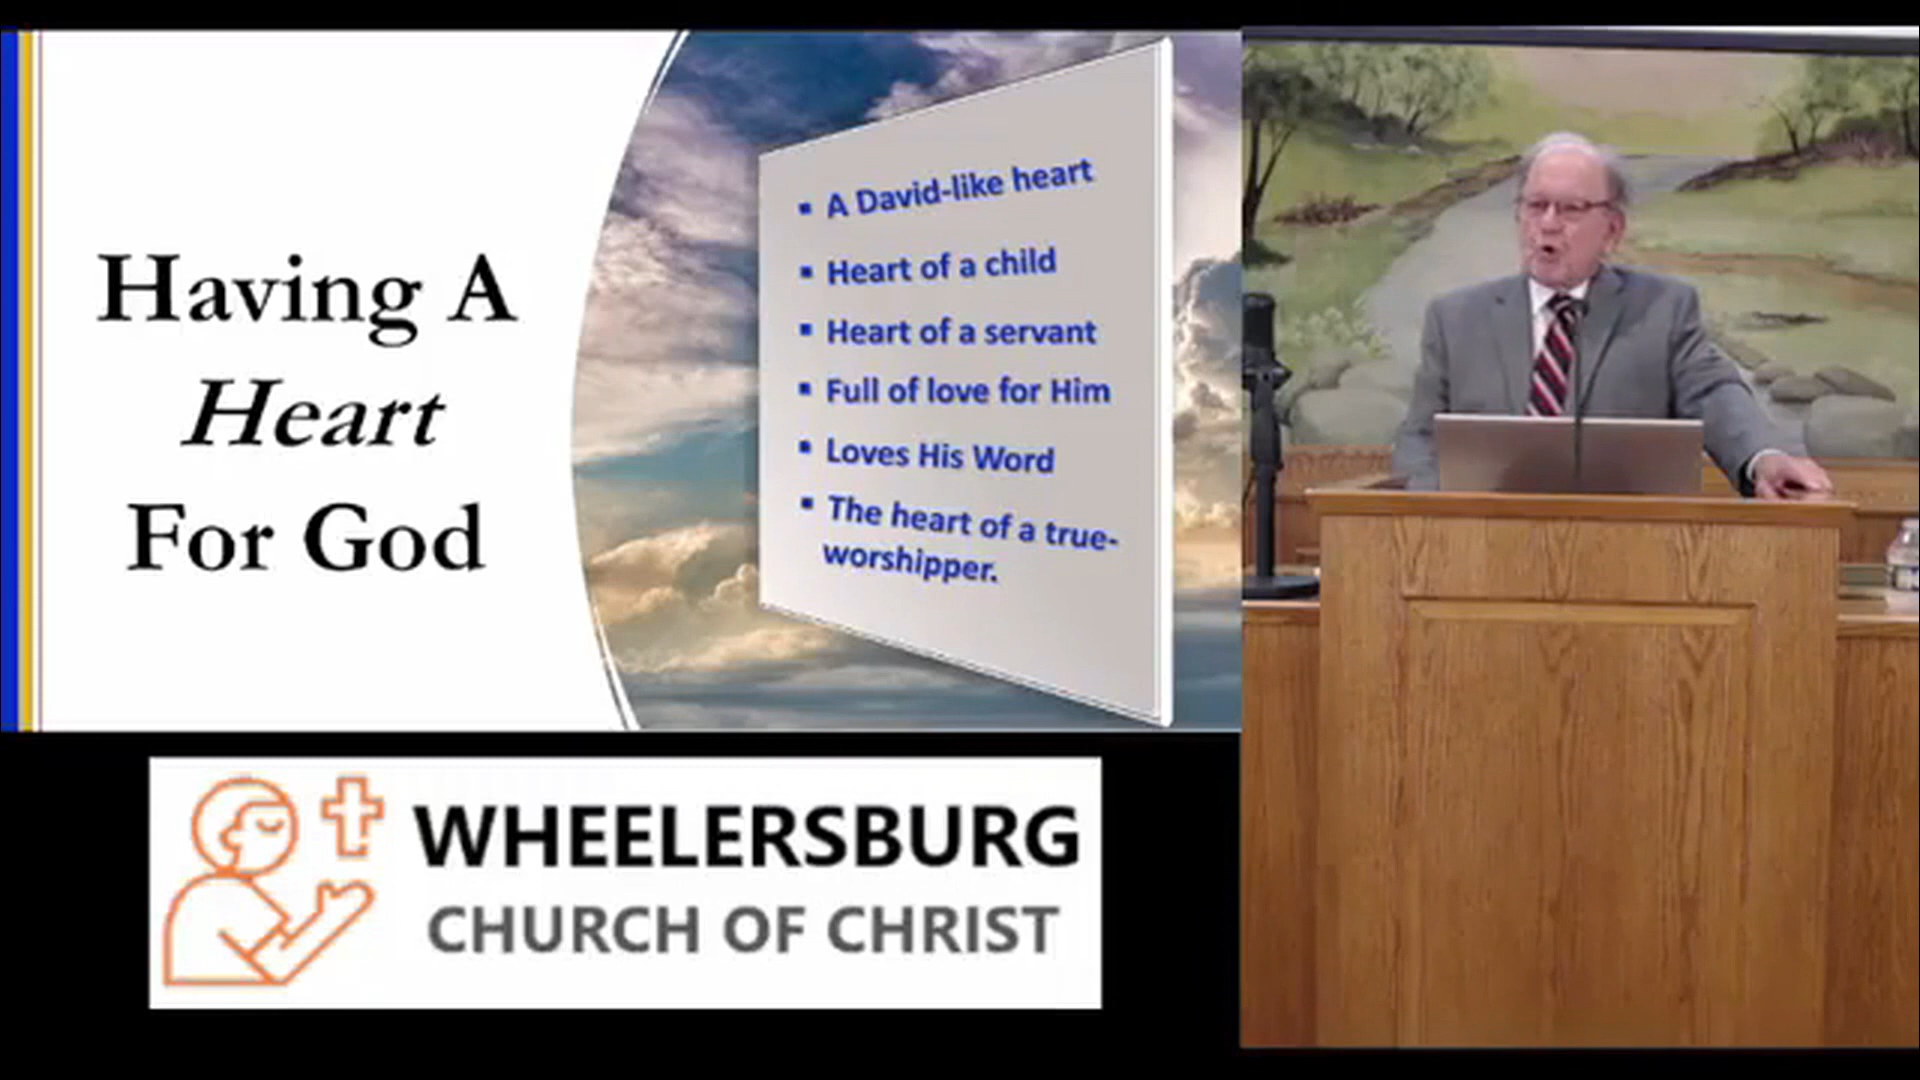 Having A
Heart
For God
▪ A David-like heart
▪ Heart of a child
▪ Heart of a servant
▪ Full of love for Him
▪ Loves His Word
▪ The heart of a true-
worshipper.
WHEELERSBURG
CHURCH OF CHRIST